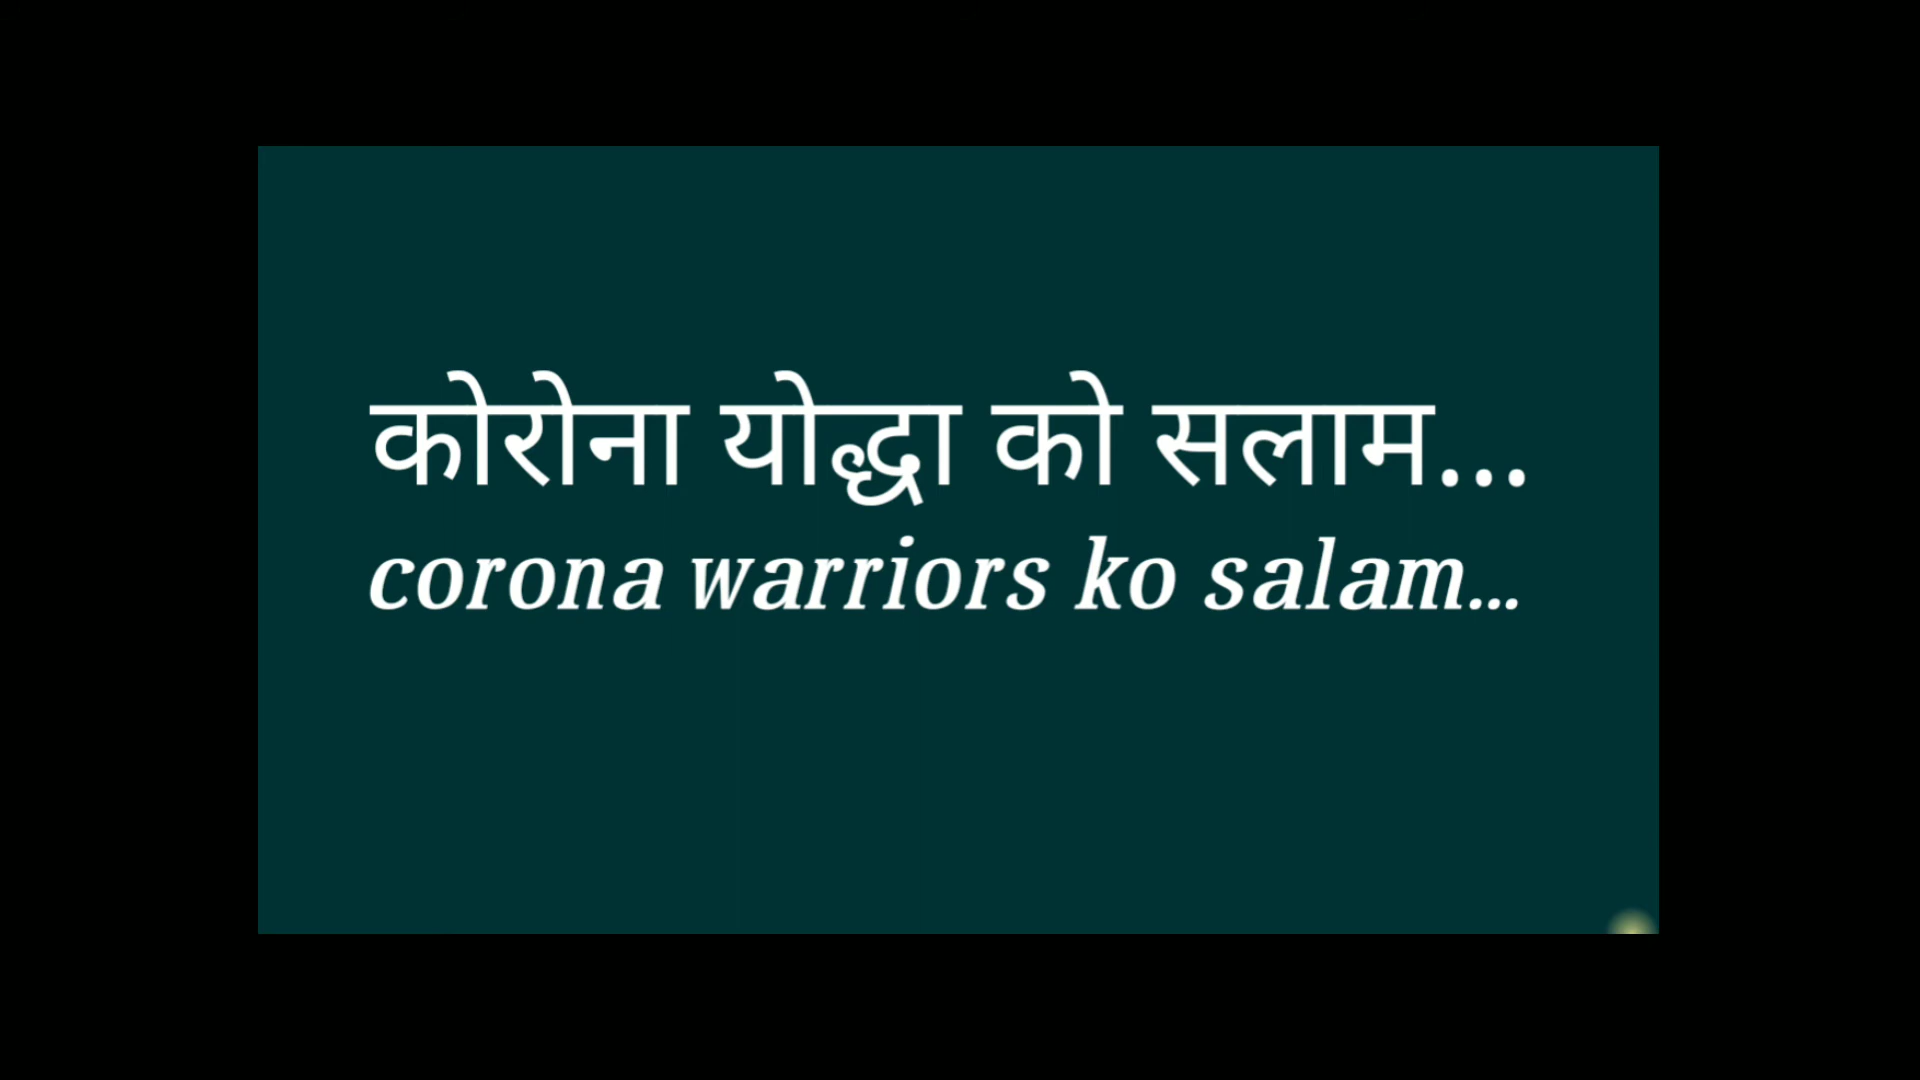 कोरोना योद्धा को सलाम...
corona warriors ko salam...